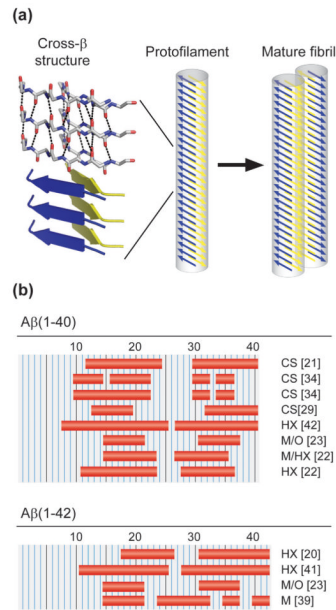 (a)
Cross-β structure
Protofilament
Mature fibril
(b)
Aβ(1-40)
10 20 30 40
CS [21]
CS [34]
CS [34]
CS[29]
HX [42]
M/O [23]
M/HX [22]
HX [22]
Aβ(1-42)
10 20 30 40
HX [20]
HX [41]
M/O [23]
M [39]